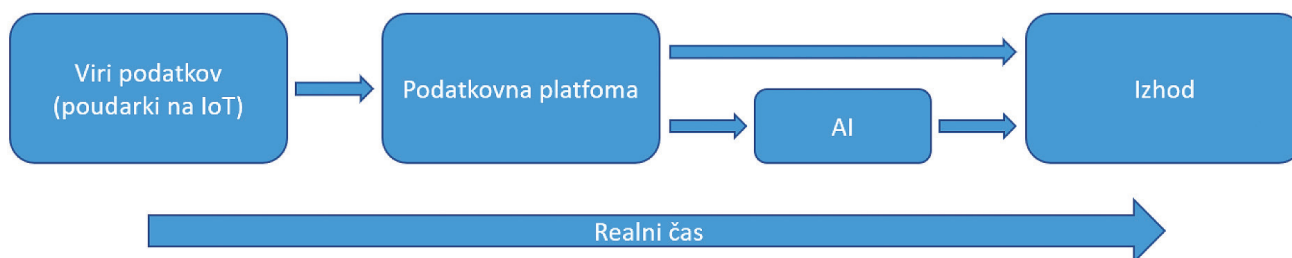 Viri podatkov
(poudarki na IoT)
Podatkovna platfoma
AI
Izhod
Realni čas